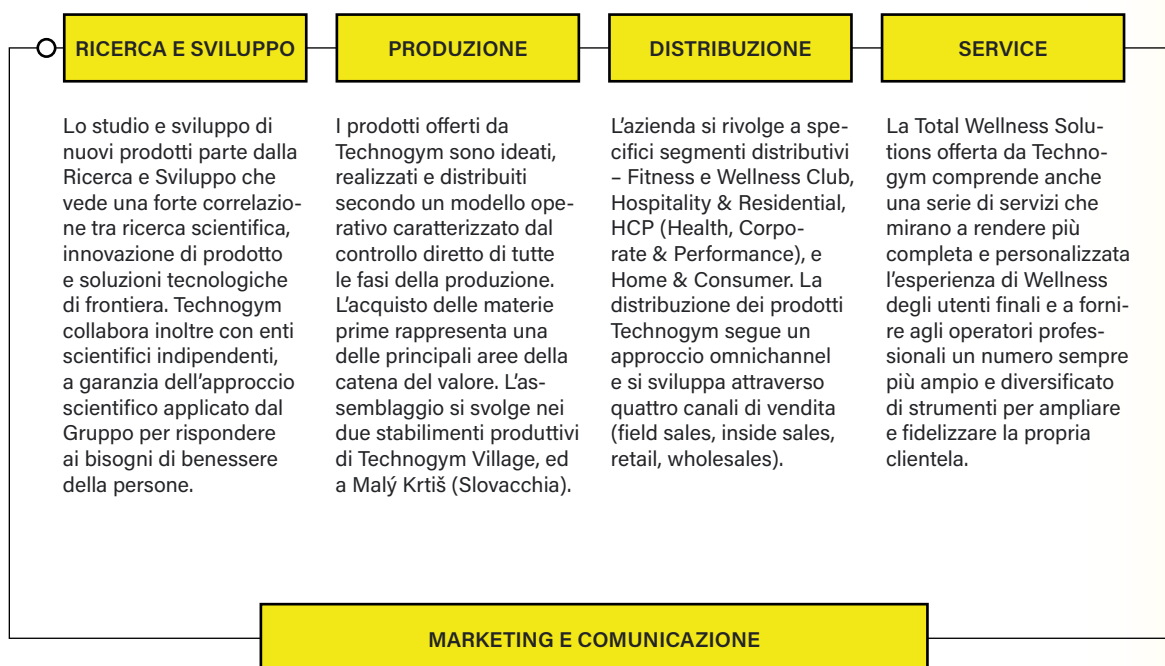 RICERCA E SVILUPPO
Lo studio e sviluppo di
nuovi prodotti parte dalla
Ricerca e Sviluppo che
vede una forte correlazio-
ne tra ricerca scientifica,
innovazione di prodotto
e soluzioni tecnologiche
di frontiera. Technogym
collabora inoltre con enti
scientifici indipendenti,
a garanzia dell'approccio
scientifico applicato dal
Gruppo per rispondere
ai bisogni di benessere
della persone.
PRODUZIONE
I prodotti offerti da
Technogym sono ideati,
realizzati e distribuiti
secondo un modello ope-
rativo caratterizzato dal
controllo diretto di tutte
le fasi della produzione.
L'acquisto delle materie
prime rappresenta una
delle principali aree della
catena del valore. L'as-
semblaggio si svolge nei
due stabilimenti produttivi
di Technogym Village, ed
a Malý Krtiš (Slovacchia).
DISTRIBUZIONE
L'azienda si rivolge a spe-
cifici segmenti distributivi
– Fitness e Wellness Club,
Hospitality & Residential,
HCP (Health, Corpo-
rate & Performance), e
Home & Consumer. La
distribuzione dei prodotti
Technogym segue un
approccio omnichannel
e si sviluppa attraverso
quattro canali di vendita
(field sales, inside sales,
retail, wholesales).
SERVICE
La Total Wellness Solu-
tions offerta da Techno-
gym comprende anche
una serie di servizi che
mirano a rendere più
completa e personalizzata
l'esperienza di Wellness
degli utenti finali e a forni-
re agli operatori profes-
sionali un numero sempre
più ampio e diversificato
di strumenti per ampliare
e fidelizzare la propria
clientela.
MARKETING E COMUNICAZIONE